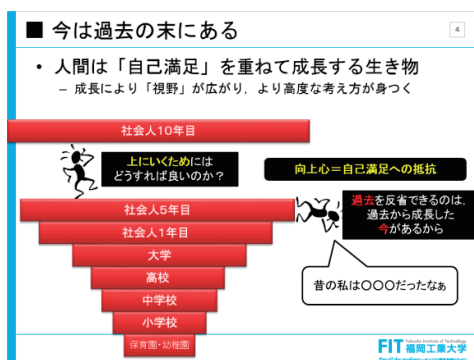 ■ 今は過去の末にある
4
• 人間は「自己満足」を重ねて成長する生き物
– 成長により「視野」が広がり，より高度な考え方が身つく
社会人１０年目
上にいくためには
どうすれば良いのか？
向上心＝自己満足への抵抗
社会人５年目
過去を反省できるのは，
過去から成長した
今があるから
社会人１年目
大学
高校
昔の私は〇〇〇だったなぁ
中学校
小学校
保育園・幼稚園
FIT Fukuoka Institute of Technology
福岡工業大学